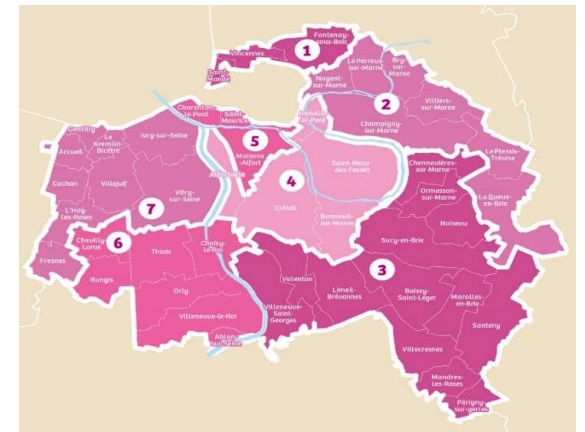 Fontenay-
sous-Bois
Vincennes
1
Saint-
Mandé
Le Perreux-
sur-Marne
Bry-
sur-
Marne
Nogent-
sur-Marne
2
Villiers-
sur-Marne
Champigny-
sur-Marne
Le Plessis-
Trévise
La Queue-
en-Brie
Joinville-
le-Pont
Charenton-
le-Pont
Saint-
Maurice
5
Maisons-
Alfort
Alfortville
4
Saint-Maur-
des-Fossés
Créteil
Bonneuil-
sur-Marne
Gentilly
Le
Kremlin-
Bicêtre
Ivry-sur-Seine
Arcueil
Cachan
Villejuif
Vitry-
sur-Seine
7
L'Haÿ-
les-Roses
Fresnes
6
Chevilly-
Larue
Rungis
Thiais
Choisy-
le-Roi
Orly
Villeneuve-le-Roi
Ablon-
sur-Seine
Chennevières-
sur-Marne
Ormesson-
sur-Marne
Noiseau
Sucy-en-Brie
3
Valenton
Limeil-
Brévannes
Villeneuve-
Saint-
Georges
Boissy-
Saint-Léger
Marolles-
en-Brie
Santeny
Villecresnes
Mandres-
les-Roses
Périgny-
sur-yerres